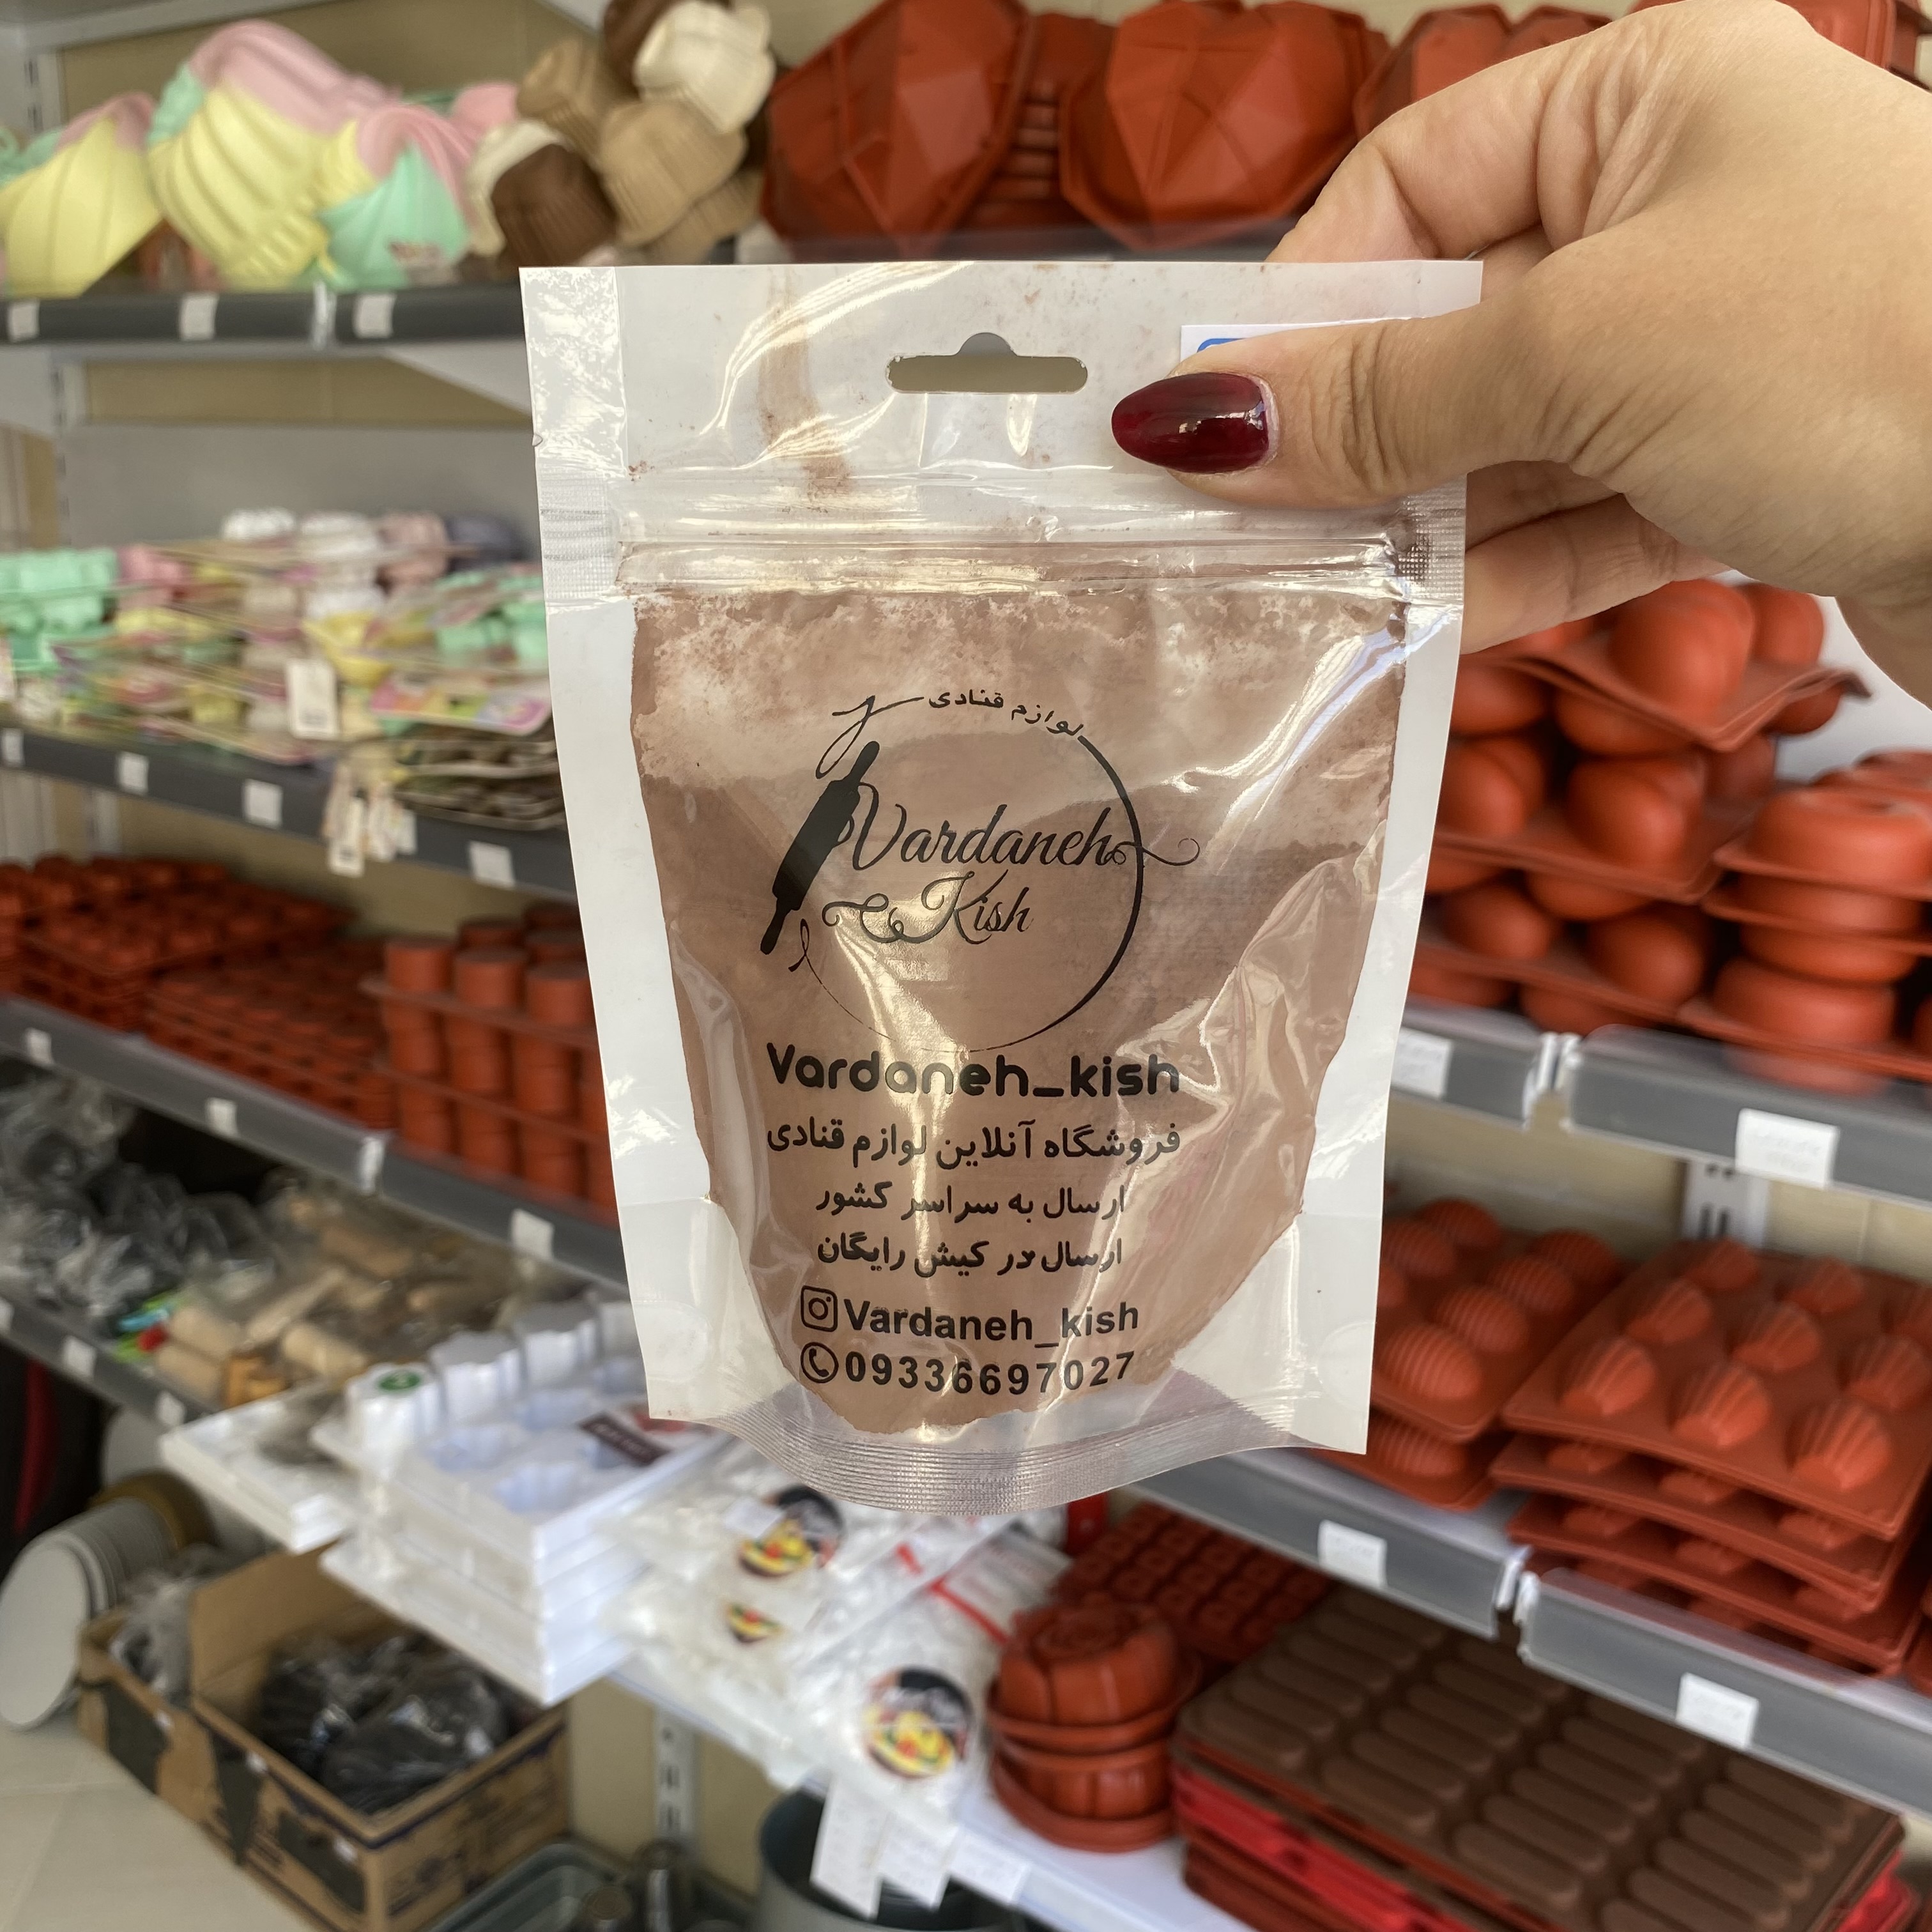 لوازم قنادی
Vardaneh
Kish
Vardaneh_kish
فروشگاه آنلاین لوازم قنادی
ارسال به سراسر کشور
ارسال در کیش رایگان
Vardaneh_kish
09336697027